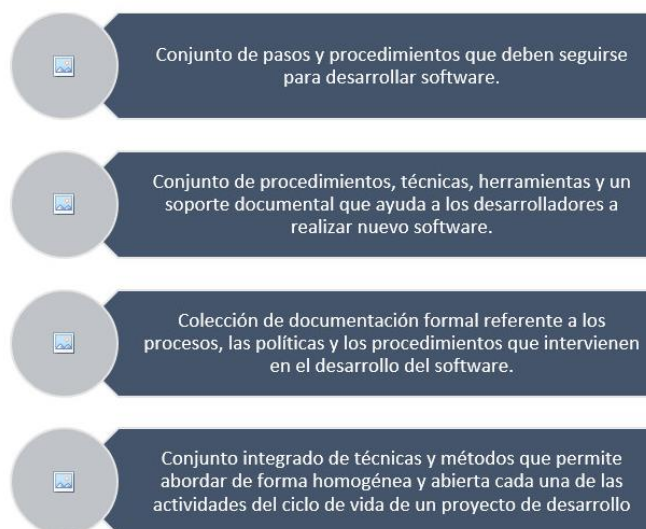 Conjunto de pasos y procedimientos que deben seguirse
para desarrollar software.
Conjunto de procedimientos, técnicas, herramientas y un
soporte documental que ayuda a los desarrolladores a
realizar nuevo software.
Colección de documentación formal referente a los
procesos, las políticas y los procedimientos que intervienen
en el desarrollo del software.
Conjunto integrado de técnicas y métodos que permite
abordar de forma homogénea y abierta cada una de las
actividades del ciclo de vida de un proyecto de desarrollo